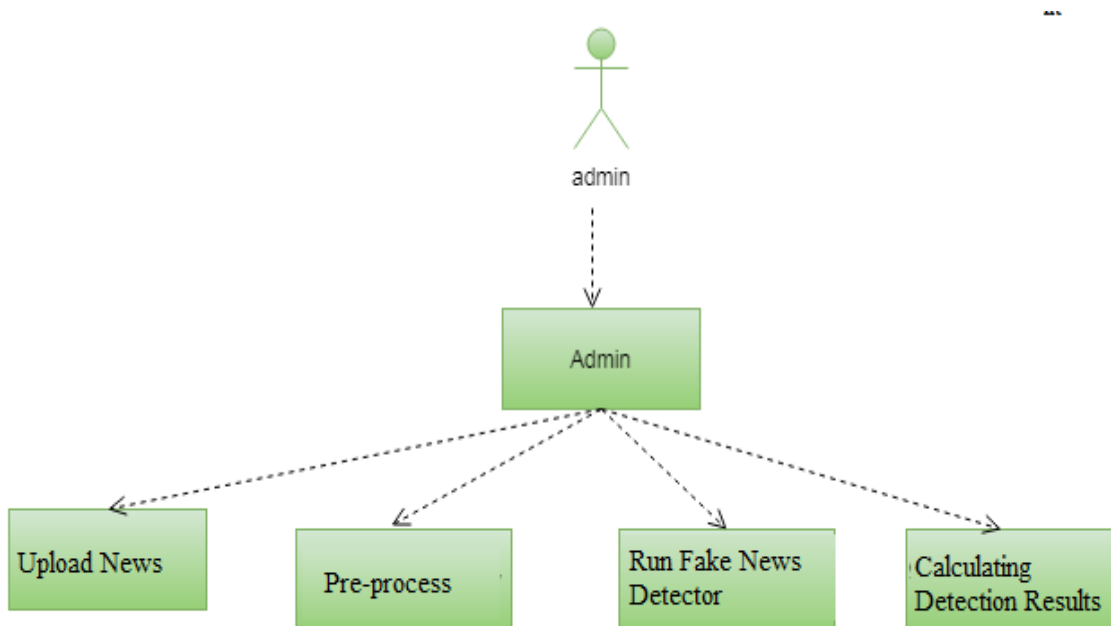 admin
Admin
Upload News
Pre-process
Run Fake News
Detector
Calculating
Detection Results